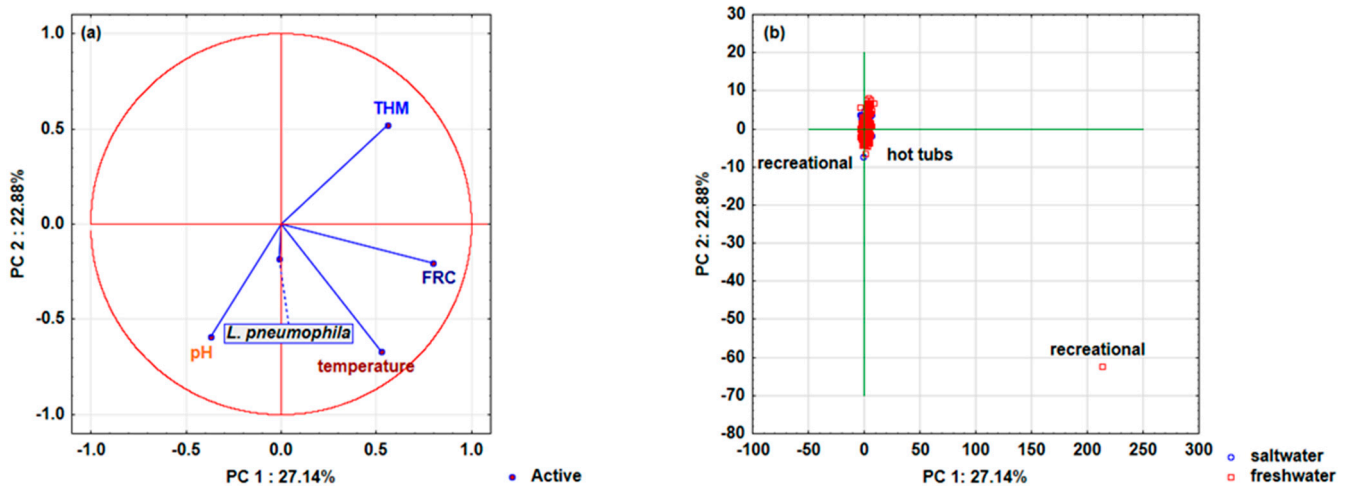 (a)
1.0
0.5
0.0
-0.5
-1.0
PC 2 : 22.88%
THM
FRC
L. pneumophila
pH
temperature
-1.0 -0.5 0.0 0.5 1.0
PC 1 : 27.14%
Active
(b)
30
20
10
0
-10
-20
-30
-40
-50
-60
-70
-80
PC 2: 22.88%
recreational
hot tubs
recreational
-100 -50 0 50 100 150 200 250 300
PC 1: 27.14%
saltwater
freshwater